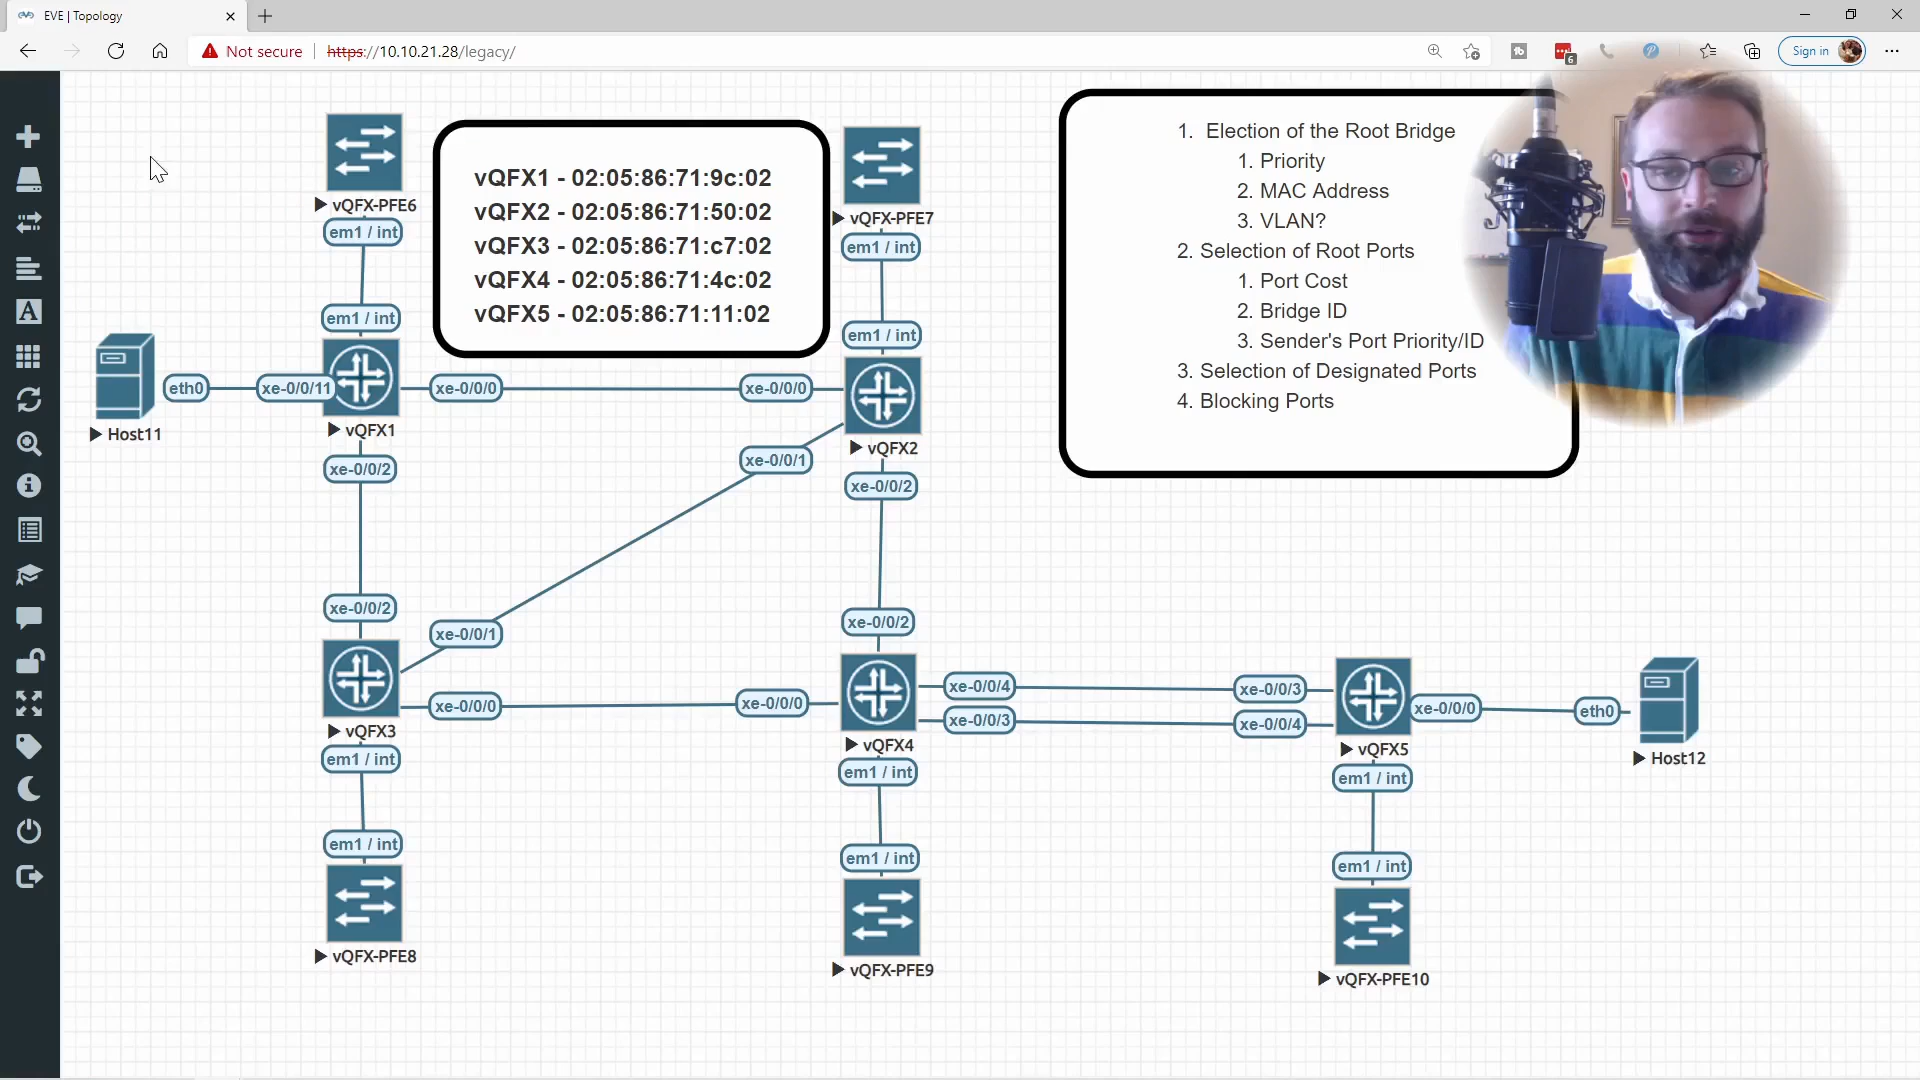 EVE | Topology
Not secure
https://10.10.21.28/legacy/
6
Sign in
vQFX-PFE6
em1 / int
em1 / int
vQFX1 - 02:05:86:71:9c:02
vQFX2 - 02:05:86:71:50:02
vQFX3 - 02:05:86:71:c7:02
vQFX4 - 02:05:86:71:4c:02
vQFX5 - 02:05:86:71:11:02
vQFX-PFE7
em1 / int
em1 / int
1. Election of the Root Bridge
1. Priority
2. MAC Address
3. VLAN?
2. Selection of Root Ports
1. Port Cost
2. Bridge ID
3. Sender's Port Priority/ID
3. Selection of Designated Ports
4. Blocking Ports
eth0
xe-0/0/11
xe-0/0/0
xe-0/0/0
Host11
vQFX1
vQFX2
xe-0/0/2
xe-0/0/1
xe-0/0/2
xe-0/0/2
xe-0/0/1
xe-0/0/2
vQFX3
xe-0/0/0
xe-0/0/0
xe-0/0/4
xe-0/0/3
xe-0/0/3
xe-0/0/4
xe-0/0/0
eth0
vQFX4
vQFX5
Host12
em1 / int
em1 / int
em1 / int
em1 / int
em1 / int
em1 / int
vQFX-PFE8
vQFX-PFE9
vQFX-PFE10